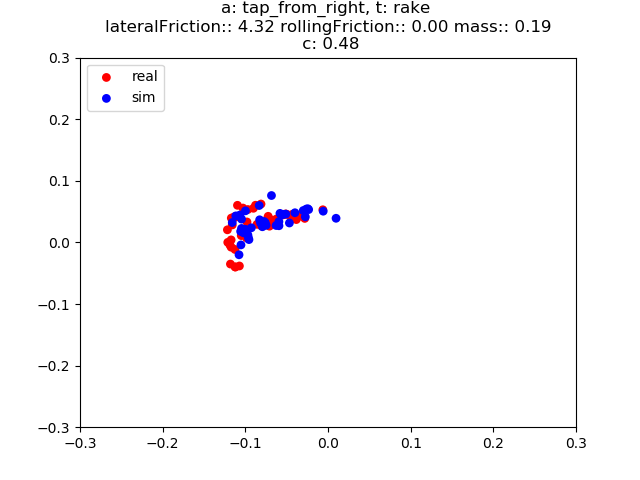 a: tap_from_right, t: rake
lateralFriction:: 4.32 rollingFriction:: 0.00 mass:: 0.19
c: 0.48
real
sim
0.3
0.2
0.1
0.0
−0.1
−0.2
−0.3
−0.3 −0.2 −0.1 0.0 0.1 0.2 0.3